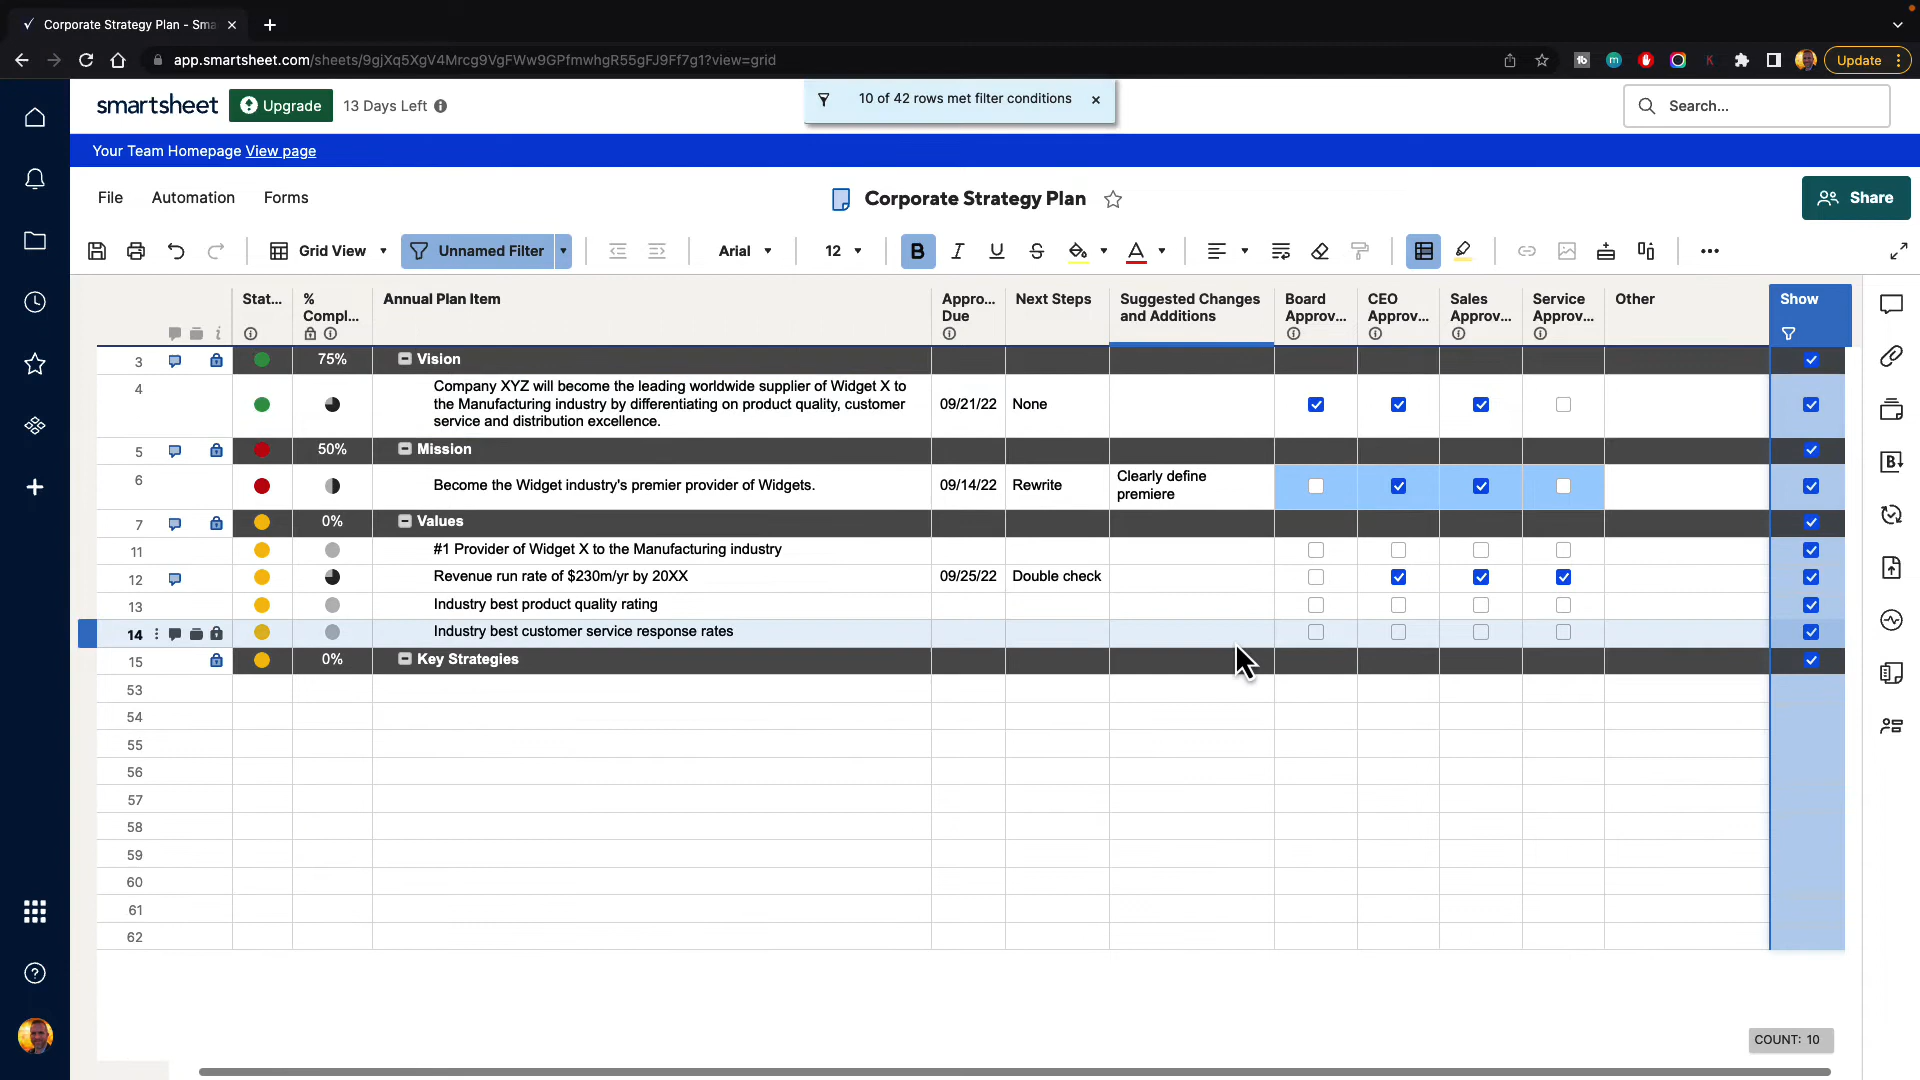 Corporate Strategy Plan - Sma
app.smartsheet.com/sheets/9gjXq5XgV4Mrcg9VgFWw9GPfmwhgR55gFJ9Ff7g1?view=grid
Update
smartsheet
Upgrade
13 Days Left
10 of 42 rows met filter conditions
Search...
Your Team Homepage View page
File Automation Forms
Corporate Strategy Plan
Share
Grid View
Unnamed Filter
Arial
12
B I U S A
Stat...
% Compl...
Annual Plan Item
Appro... Due
Next Steps
Suggested Changes and Additions
Board Approv...
CEO Approv...
Sales Approv...
Service Approv...
Other
Show
3 75% Vision
4 Company XYZ will become the leading worldwide supplier of Widget X to
the Manufacturing industry by differentiating on product quality, customer 09/21/22 None
service and distribution excellence.
5 50% Mission
6 Become the Widget industry's premier provider of Widgets. 09/14/22 Rewrite Clearly define
premiere
7 0% Values
11 #1 Provider of Widget X to the Manufacturing industry
12 Revenue run rate of $230m/yr by 20XX 09/25/22 Double check
13 Industry best product quality rating
14 Industry best customer service response rates
15 0% Key Strategies
53
54
55
56
57
58
59
60
61
62
COUNT: 10